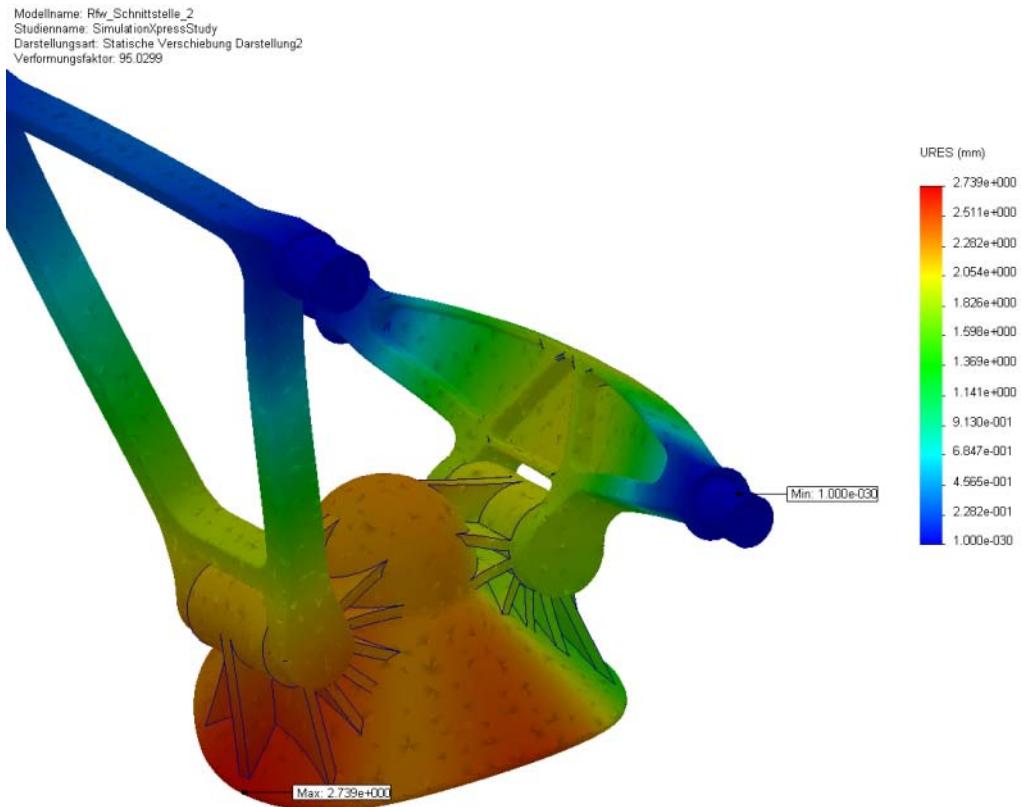 Modellname: Rfw_Schnittstelle_2
Studienname: SimulationXpressStudy
Darstellungsart: Statische Verschiebung Darstellung2
Verformungsfaktor: 95.0299
URES (mm)
2.739e+000
2.511e+000
2.282e+000
2.054e+000
1.826e+000
1.598e+000
1.369e+000
1.141e+000
9.130e-001
6.847e-001
4.565e-001
2.282e-001
1.000e-030
Min: 1.000e-030
Max: 2.739e+000